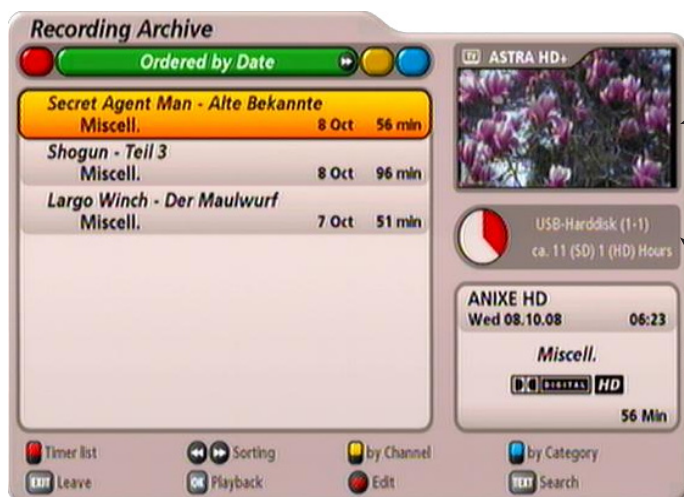 Recording Archive
Ordered by Date
Secret Agent Man - Alte Bekannte
Miscell. 8 Oct 56 min
Shogun - Teil 3
Miscell. 8 Oct 96 min
Largo Winch - Der Maulwurf
Miscell. 7 Oct 51 min
TV ASTRA HD+
USB-Harddisk (1-1)
ca. 11 (SD) 1 (HD) Hours
ANIXE HD
Wed 08.10.08 06:23
Miscell.
DIGITAL HD
56 Min
Timer list Sorting by Channel by Category
EXIT Leave OK Playback Edit TEXT Search